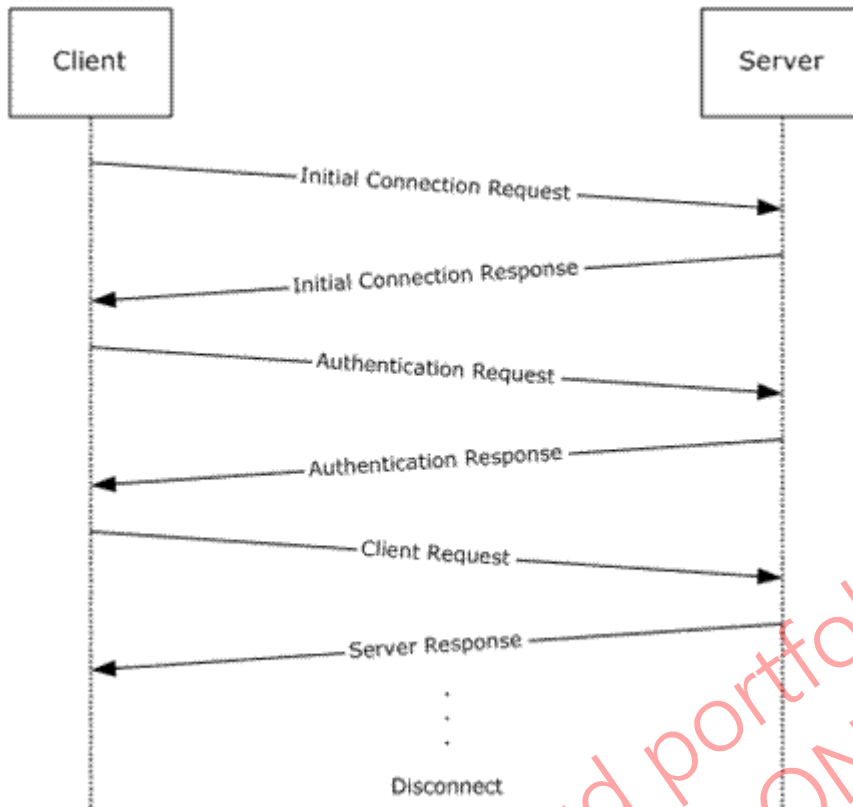 Client
Server
Initial Connection Request
Initial Connection Response
Authentication Request
Authentication Response
Client Request
Server Response
Disconnect